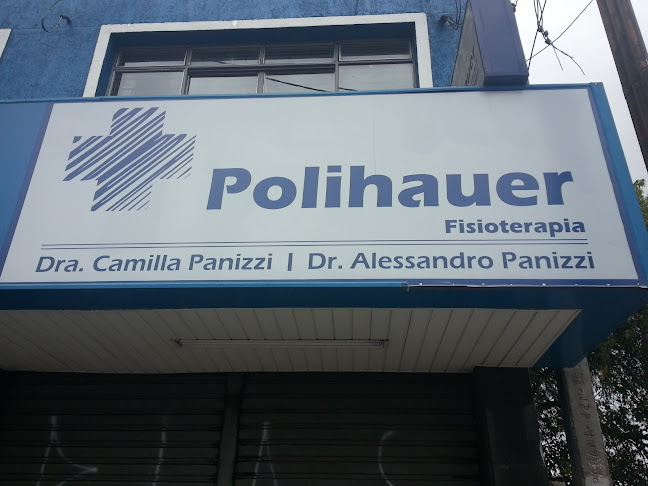 Polihauer
Fisioterapia
Dra. Camilla Panizzi | Dr. Alessandro Panizzi